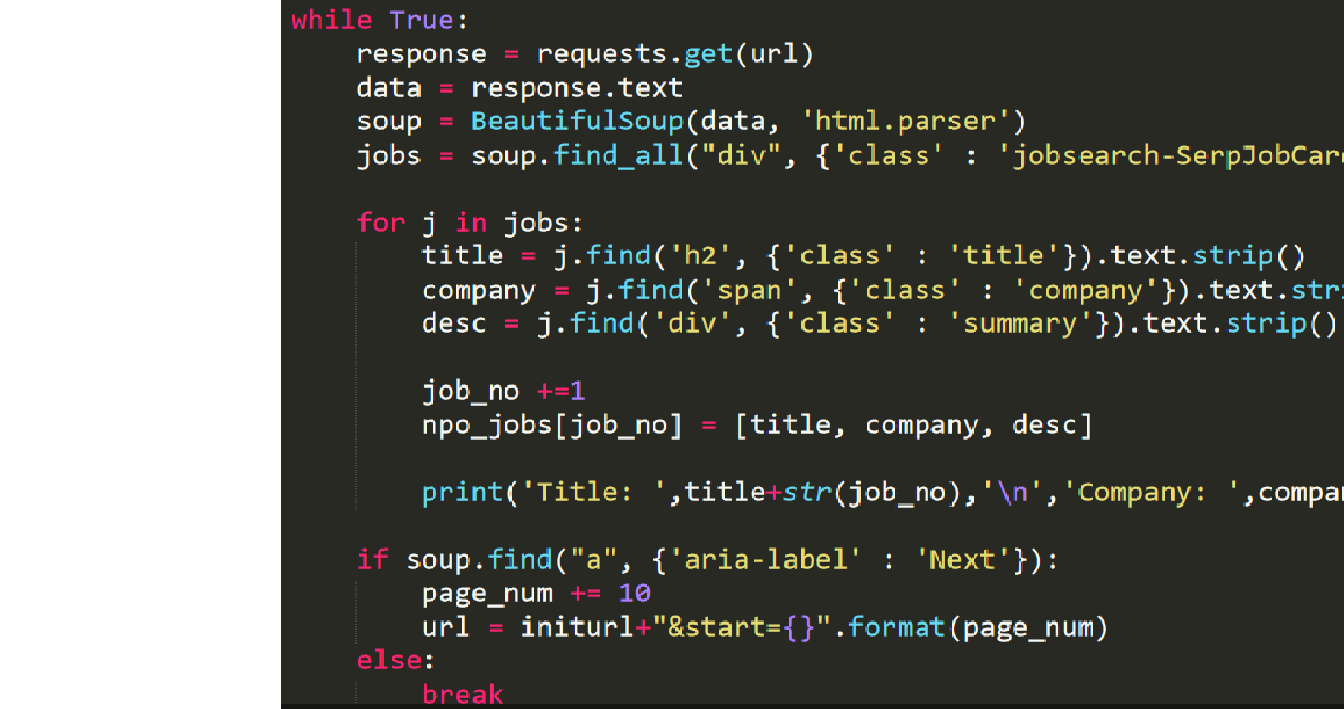 while True:
    response = requests.get(url)
    data = response.text
    soup = BeautifulSoup(data, 'html.parser')
    jobs = soup.find_all("div", {'class' : 'jobsearch-SerpJobCar
    for j in jobs:
        title = j.find('h2', {'class' : 'title'}).text.strip()
        company = j.find('span', {'class' : 'company'}).text.str
        desc = j.find('div', {'class' : 'summary'}).text.strip()
        job_no +=1
        npo_jobs[job_no] = [title, company, desc]
        print('Title: ',title+str(job_no),'\n','Company: ',compa
    if soup.find("a", {'aria-label' : 'Next'}):
        page_num += 10
        url = initurl+"&start={}".format(page_num)
    else:
        break